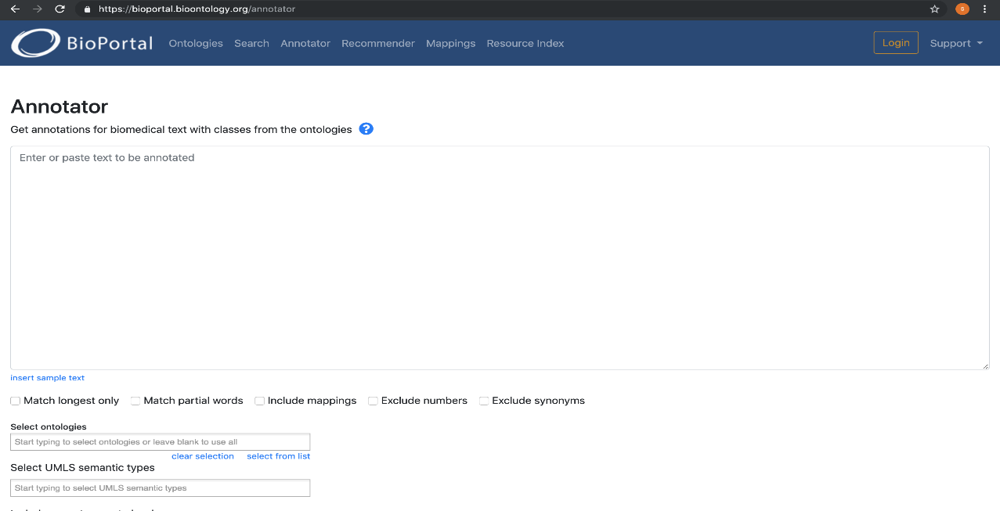 https://bioportal.bioontology.org/annotator
S
BioPortal Ontologies Search Annotator Recommender Mappings Resource Index Login Support
Annotator
Get annotations for biomedical text with classes from the ontologies ?
Enter or paste text to be annotated
insert sample text
Match longest only Match partial words Include mappings Exclude numbers Exclude synonyms
Select ontologies
Start typing to select ontologies or leave blank to use all
clear selection select from list
Select UMLS semantic types
Start typing to select UMLS semantic types